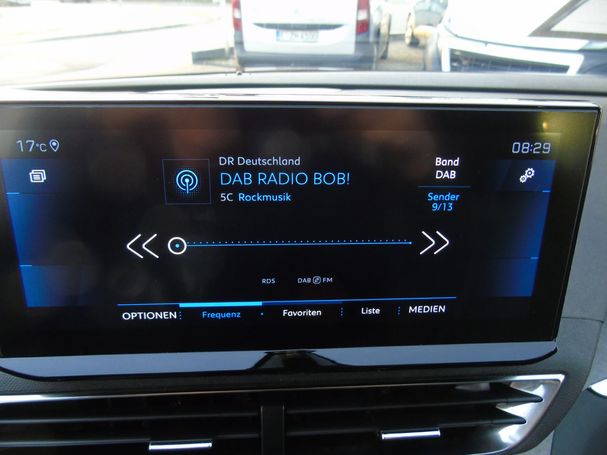 17°C
08:29
DR Deutschland
DAB RADIO BOB!
5C Rockmusik
Band
DAB
Sender
9/13
RDS
DAB FM
OPTIONEN
Frequenz
Favoriten
Liste
MEDIEN